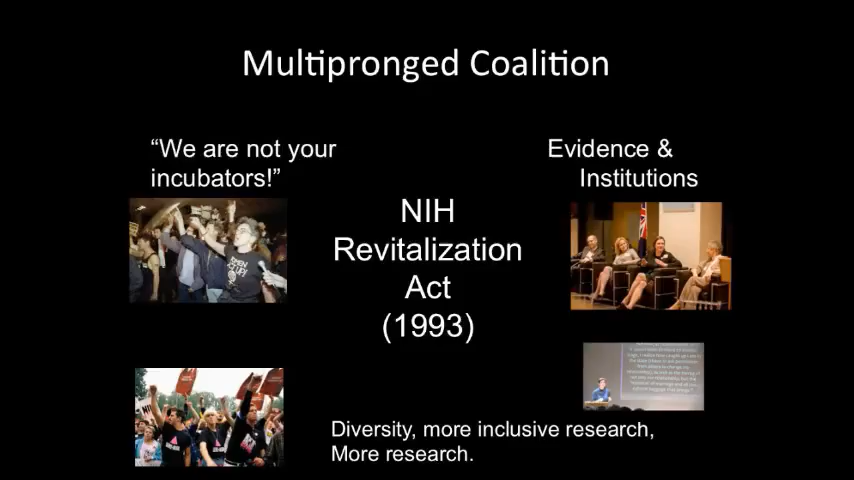 Multipronged Coalition
“We are not your
incubators!”
Evidence &
Institutions
NIH
Revitalization
Act
(1993)
Diversity, more inclusive research,
More research.